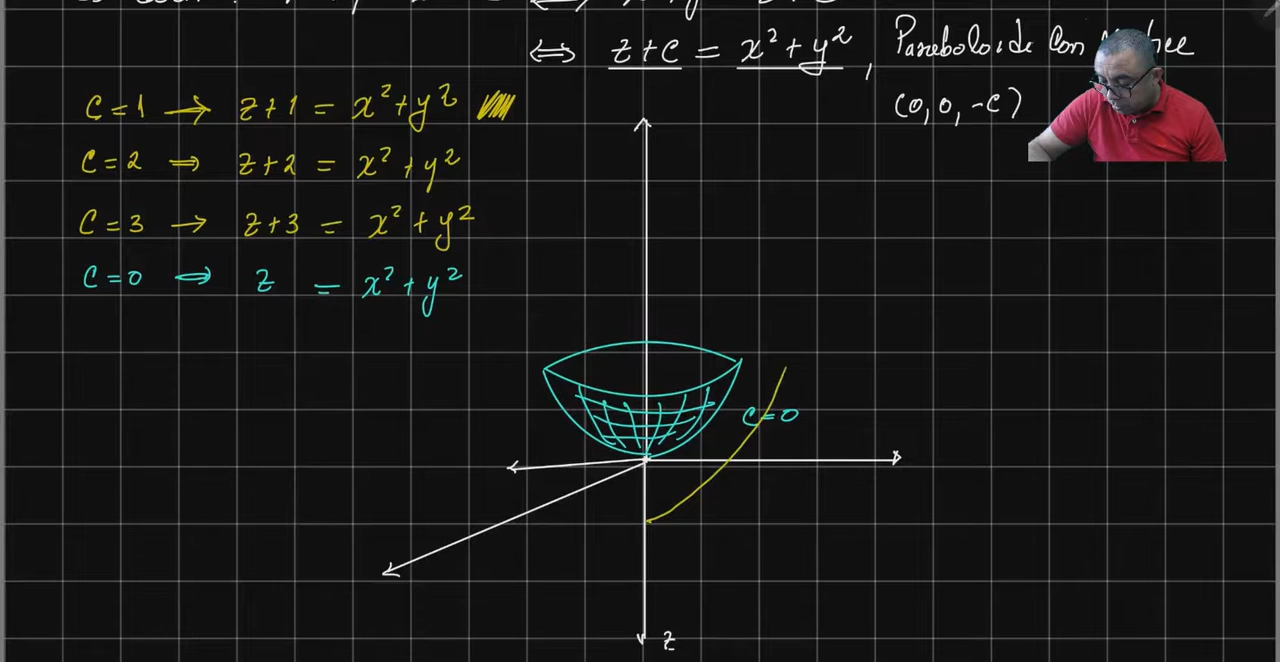 ⟺ z+c = x²+y², Paraboloide con
(0, 0, -c)
C=1 → z+1 = x²+y²
C=2 ⇒ z+2 = x²+y²
C=3 → z+3 = x²+y²
C=0 ⇔ z = x²+y²
C=0
z